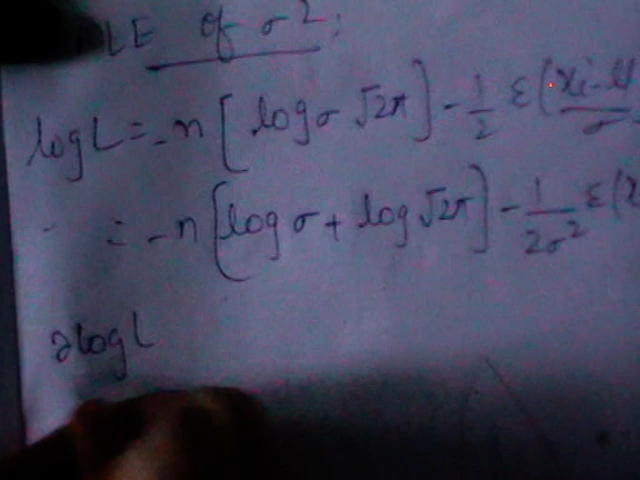 LE of σ2:
log L = -n [ log σ √2π ] - 1/2 Σ ( xi - μ / σ
= -n [ log σ + log √2π ] - 1/2σ² Σ (x
∂ log L